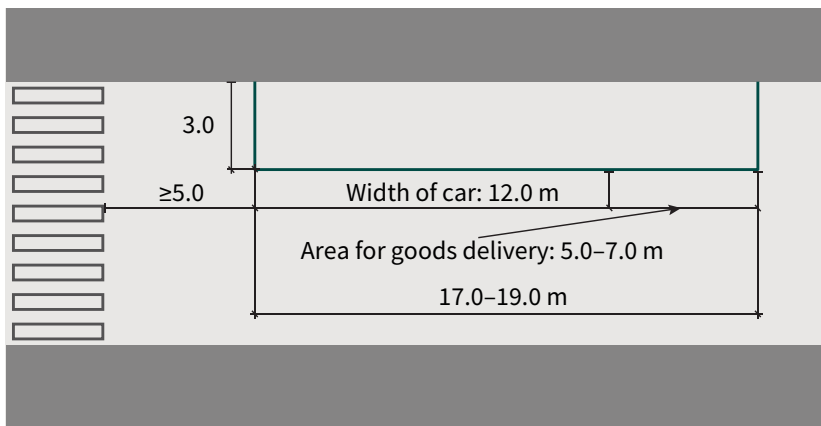 3.0
≥5.0
Width of car: 12.0 m
Area for goods delivery: 5.0–7.0 m
17.0–19.0 m